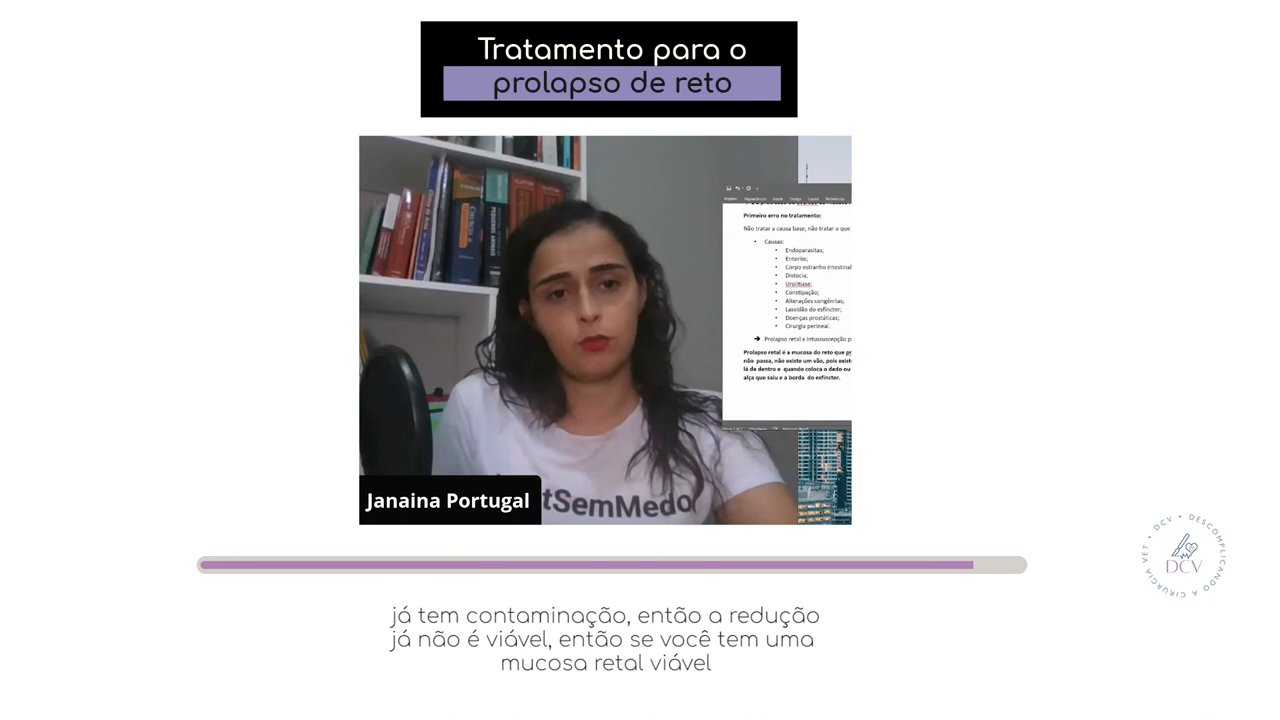 Tratamento para o
prolapso de reto
Primeiro erro no tratamento:
Não tratar a causa base, não tratar o que
Causas:
Endoparasitas;
Enterite;
Corpo estranho intestinal
Distocia;
Urolitíase;
Constipação;
Alterações congênitas;
Lassidão do esfíncter;
Doenças prostáticas;
Cirurgia perineal.
Prolapso retal x intussuscepção p
Prolapso retal é a mucosa do reto que pr
não passa, não existe um vão, pois exist
lá de dentro e quando coloca o dedo ou
alça que saiu e a borda do esfíncter.
Janaina Portugal
tSemMedo
DCV • DESCOMPLICANDO A CIRURGIA VET •
DCV
já tem contaminação, então a redução
já não é viável, então se você tem uma
mucosa retal viável